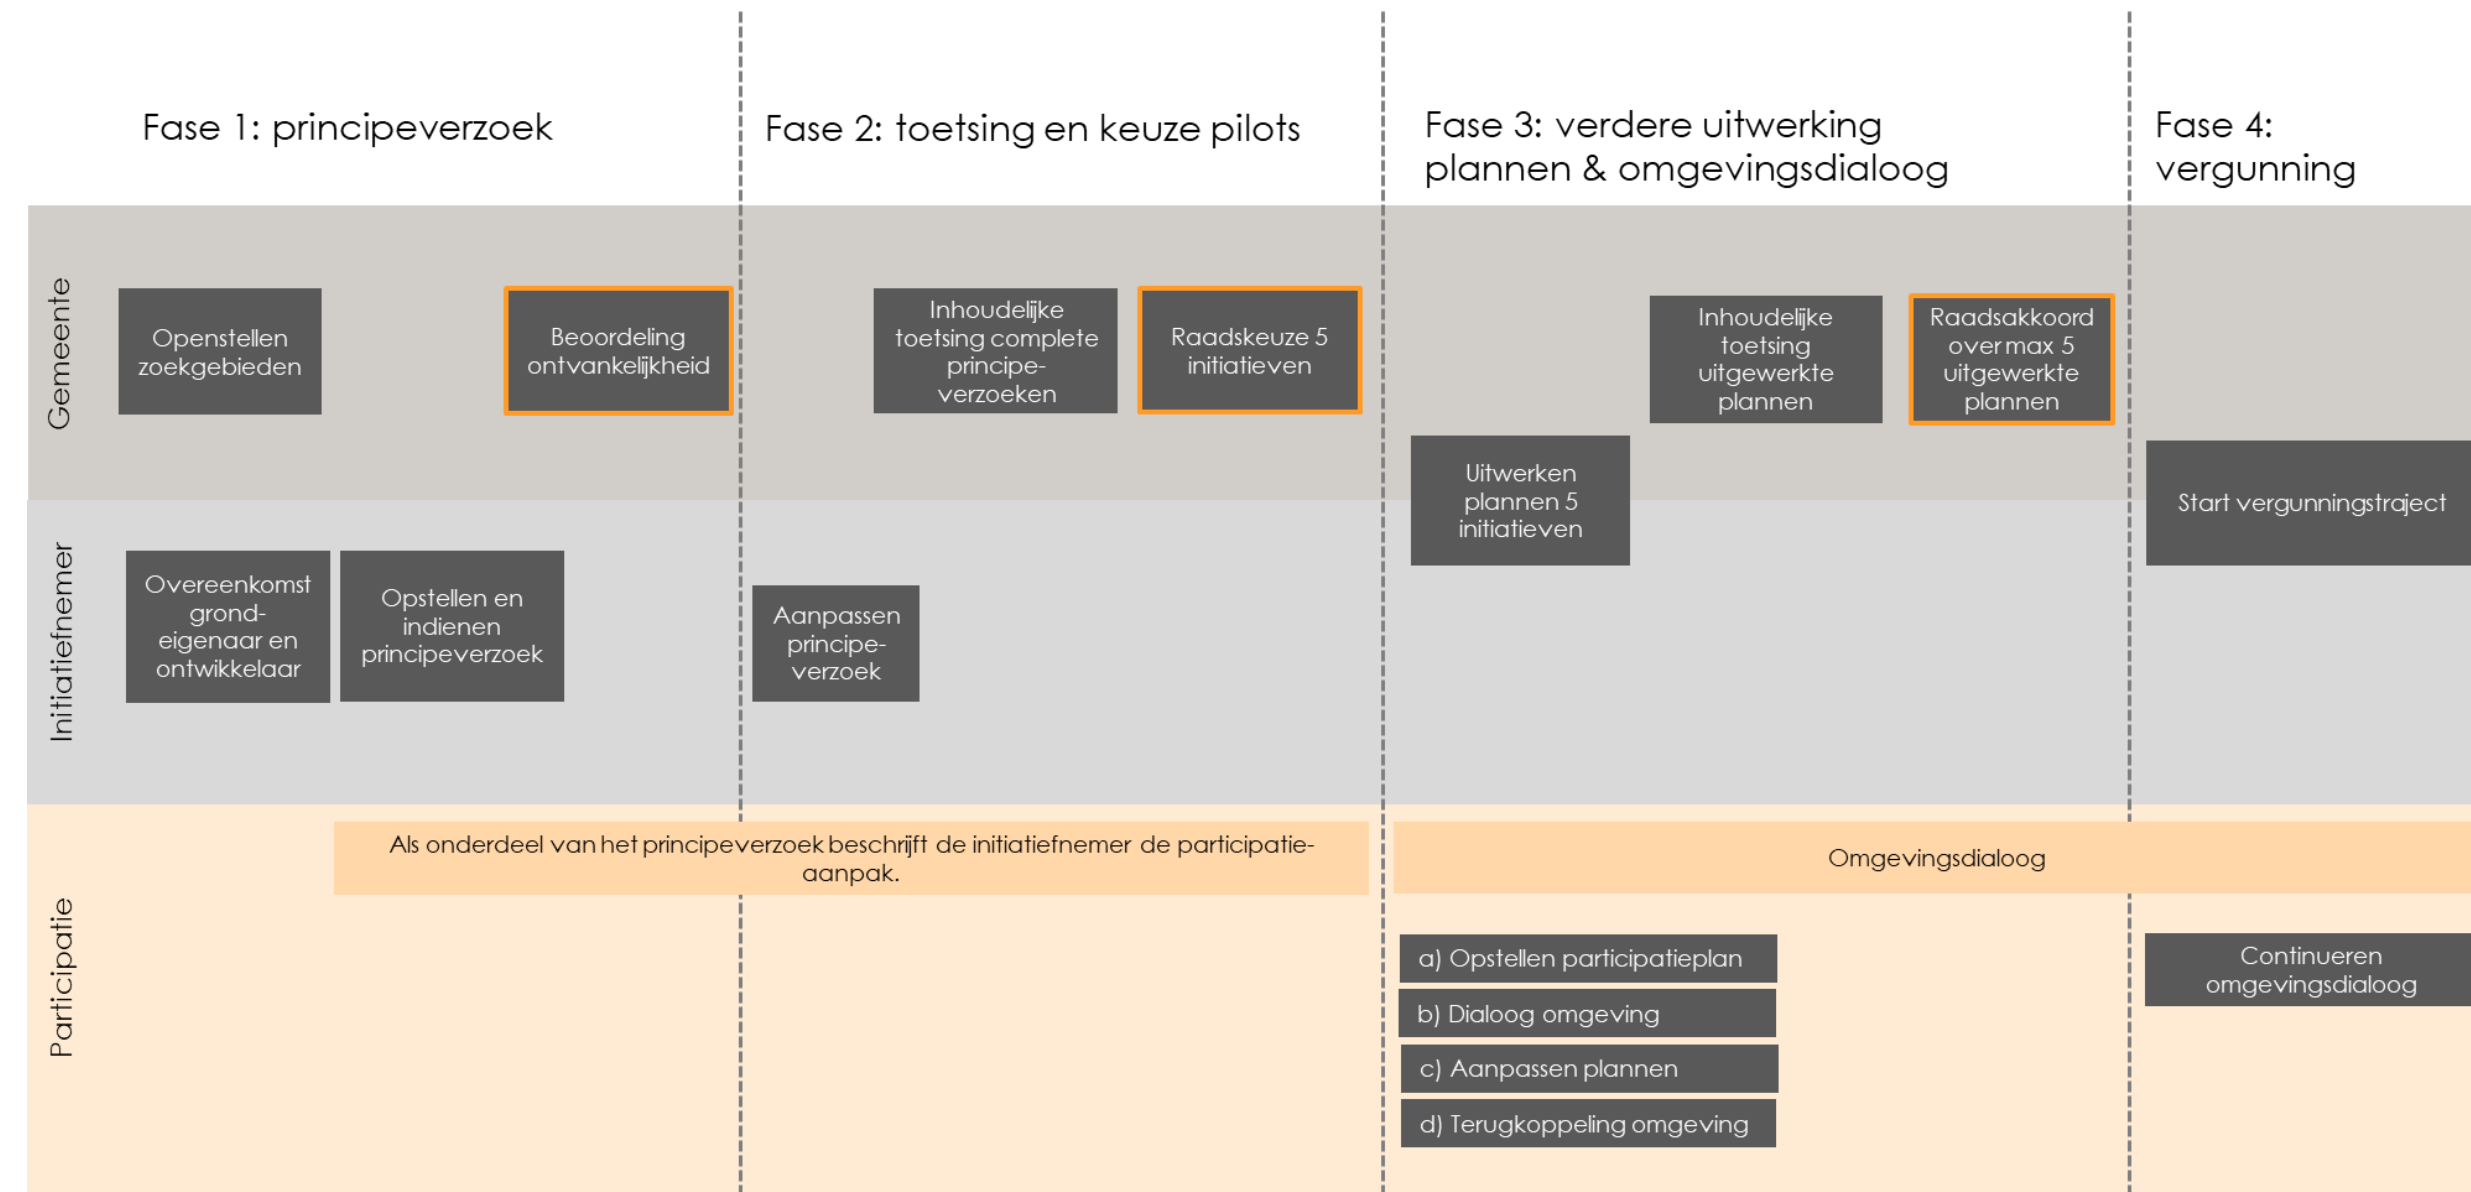 Fase 1: principeverzoek
Fase 2: toetsing en keuze pilots
Fase 3: verdere uitwerking
plannen & omgevingsdialoog
Fase 4:
vergunning
Gemeente
Openstellen
zoekgebieden
Beoordeling
ontvankelijkheid
Inhoudelijke
toetsing complete
principe-
verzoeken
Raadskeuze 5
initiatieven
Inhoudelijke
toetsing
uitgewerkte
plannen
Raadsakkoord
over max 5
uitgewerkte
plannen
Uitwerken
plannen 5
initiatieven
Start vergunningstraject
Initiatiefnemer
Overeenkomst
grond-
eigenaar en
ontwikkelaar
Opstellen en
indienen
principeverzoek
Aanpassen
principe-
verzoek
Participatie
Als onderdeel van het principeverzoek beschrijft de initiatiefnemer de participatie-
aanpak.
Omgevingsdialoog
a) Opstellen participatieplan
b) Dialoog omgeving
c) Aanpassen plannen
d) Terugkoppeling omgeving
Continueren
omgevingsdialoog